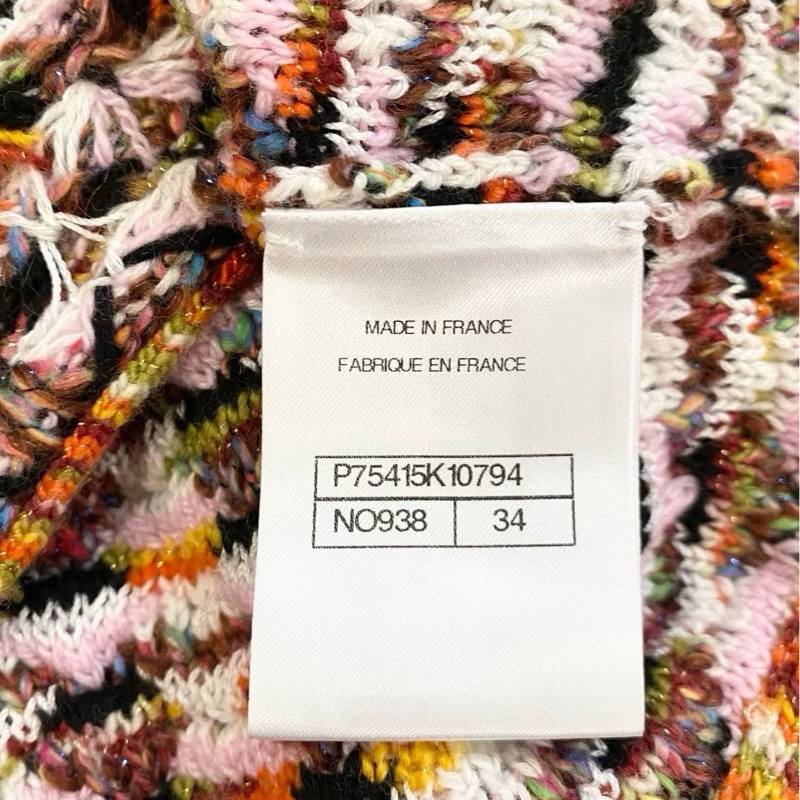 MADE IN FRANCE
FABRIQUE EN FRANCE
P75415K10794
NO938 34